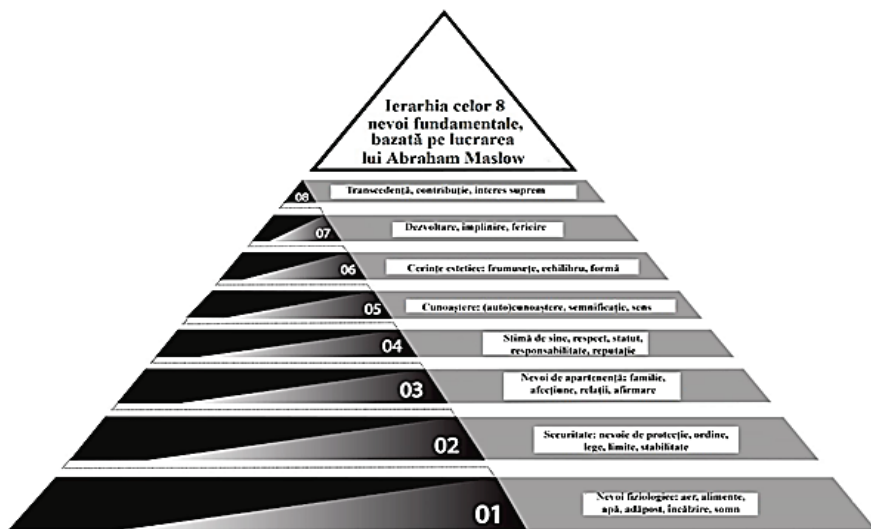 Ierarhia celor 8
nevoi fundamentale,
bazată pe lucrarea
lui Abraham Maslow
08
Transcedență, contribuție, interes suprem
07
Dezvoltare, implinire, fericire
06
Cerințe estetice: frumusețe, echilibru, formă
05
Cunoaștere: (auto)cunoaștere, semnificație, sens
04
Stimă de sine, respect, statut,
responsabilitate, reputație
03
Nevoi de apartenență: familie,
afecțiune, relații, afirmare
02
Securitate: nevoie de protecție, ordine,
lege, limite, stabilitate
01
Nevoi fiziologice: aer, alimente,
apă, adăpost, încălzire, somn